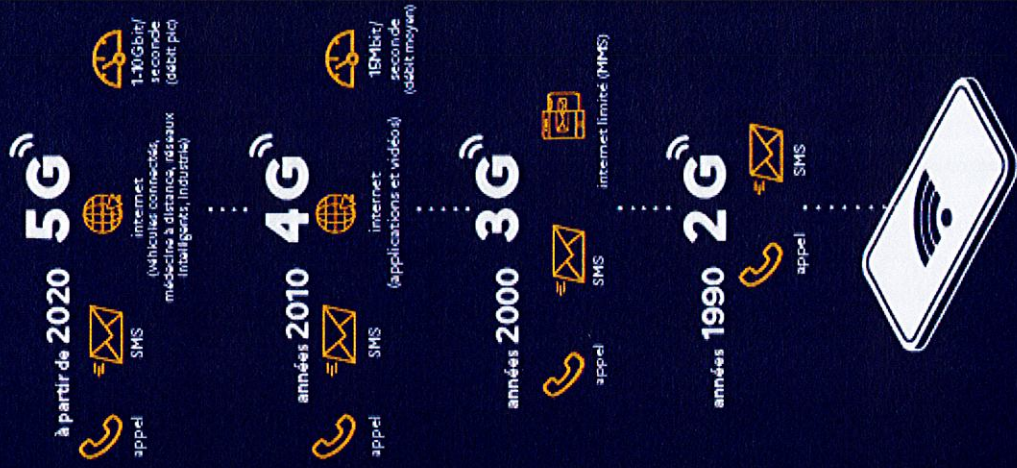 à partir de 2020 5G
appel
SMS
internet
(véhicules connectés,
médecine à distance, réseaux
intelligents, industrie)
1-10Gbit/
seconde
(débit pic)
années 2010 4G
appel
SMS
internet
(applications et vidéos)
15Mbit/
seconde
(débit moyen)
années 2000 3G
appel
SMS
internet limité (MMS)
années 1990 2G
appel
SMS